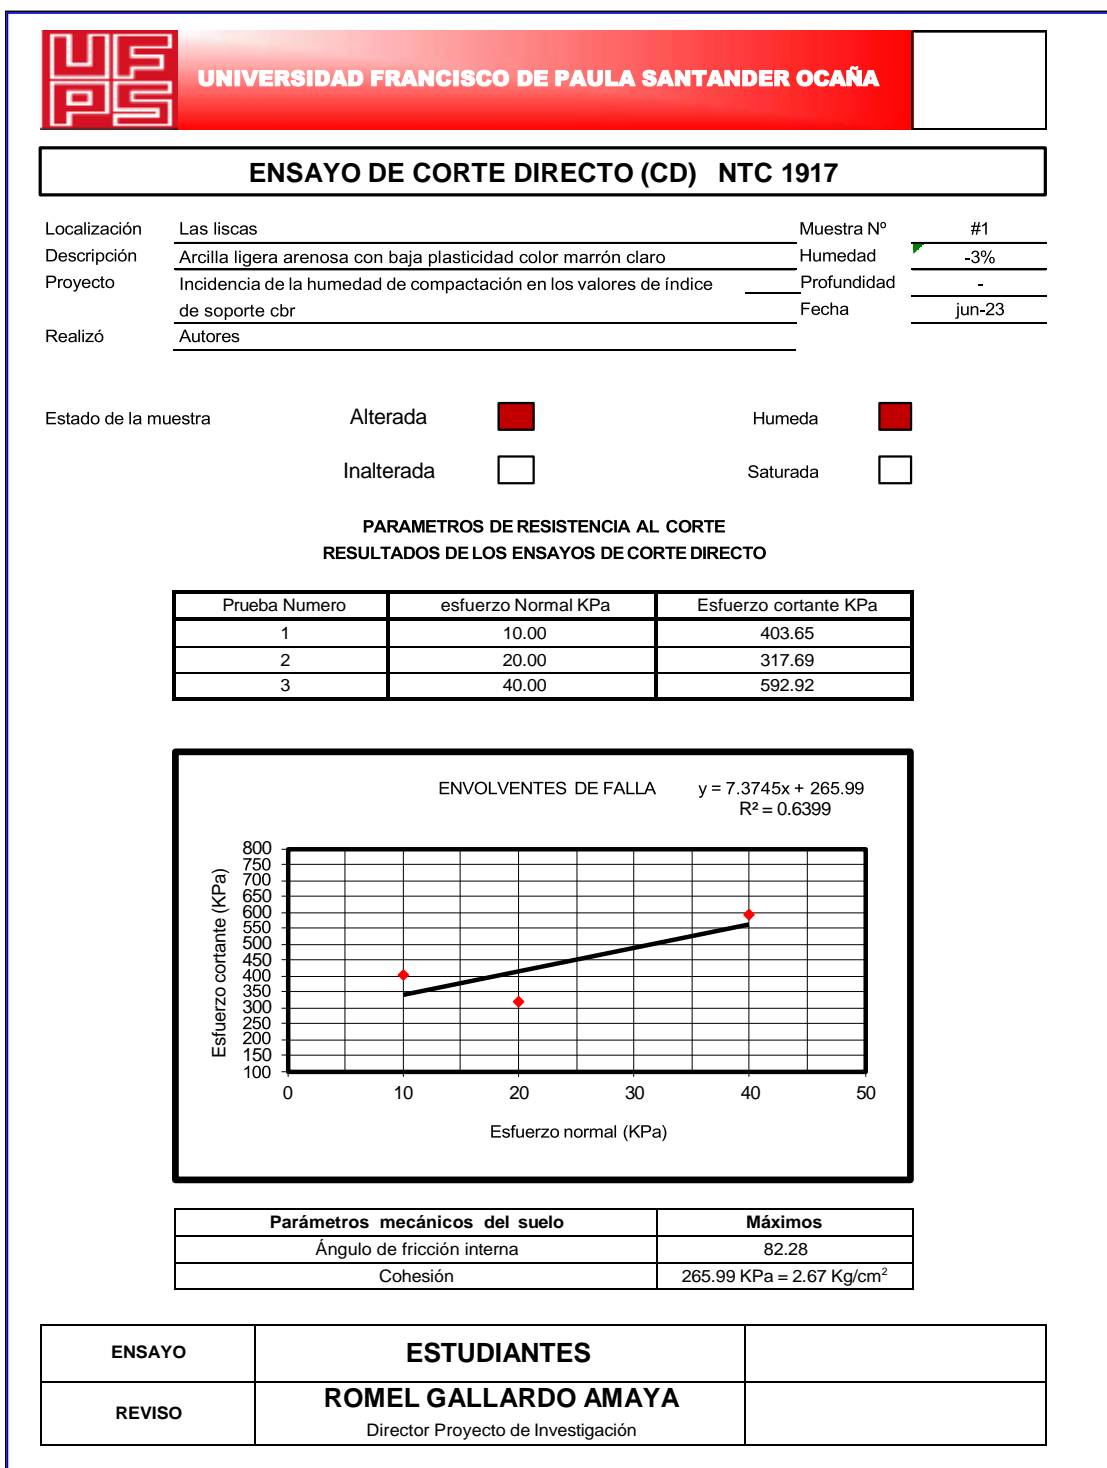 UFPS
UNIVERSIDAD FRANCISCO DE PAULA SANTANDER OCAÑA
ENSAYO DE CORTE DIRECTO (CD) NTC 1917
Localización Las liscas Muestra Nº #1
Descripción Arcilla ligera arenosa con baja plasticidad color marrón claro Humedad -3%
Proyecto Incidencia de la humedad de compactación en los valores de índice Profundidad -
de soporte cbr Fecha jun-23
Realizó Autores
Estado de la muestra Alterada Humeda
Inalterada Saturada
PARAMETROS DE RESISTENCIA AL CORTE
RESULTADOS DE LOS ENSAYOS DE CORTE DIRECTO
Prueba Numero esfuerzo Normal KPa Esfuerzo cortante KPa
1 10.00 403.65
2 20.00 317.69
3 40.00 592.92
ENVOLVENTES DE FALLA y = 7.3745x + 265.99
R² = 0.6399
Esfuerzo cortante (KPa)
800
750
700
650
600
550
500
450
400
350
300
250
200
150
100
0 10 20 30 40 50
Esfuerzo normal (KPa)
Parámetros mecánicos del suelo Máximos
Ángulo de fricción interna 82.28
Cohesión 265.99 KPa = 2.67 Kg/cm²
ENSAYO ESTUDIANTES
REVISO ROMEL GALLARDO AMAYA
Director Proyecto de Investigación